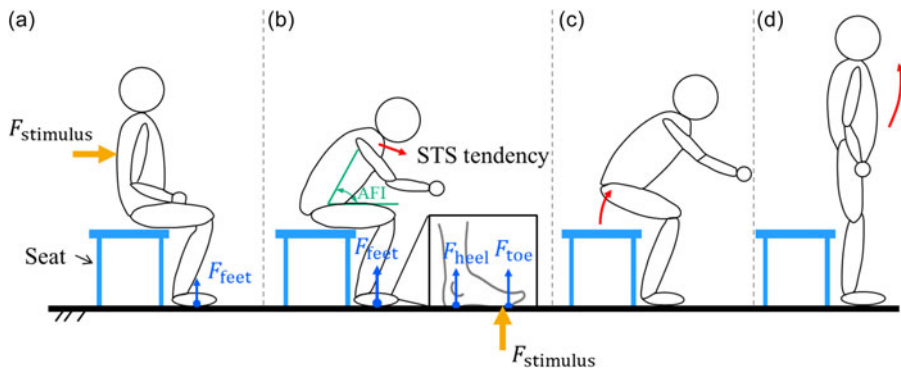 (a)
(b)
(c)
(d)
F_stimulus
STS tendency
AFI
Seat
F_feet
F_feet
F_heel
F_toe
F_stimulus